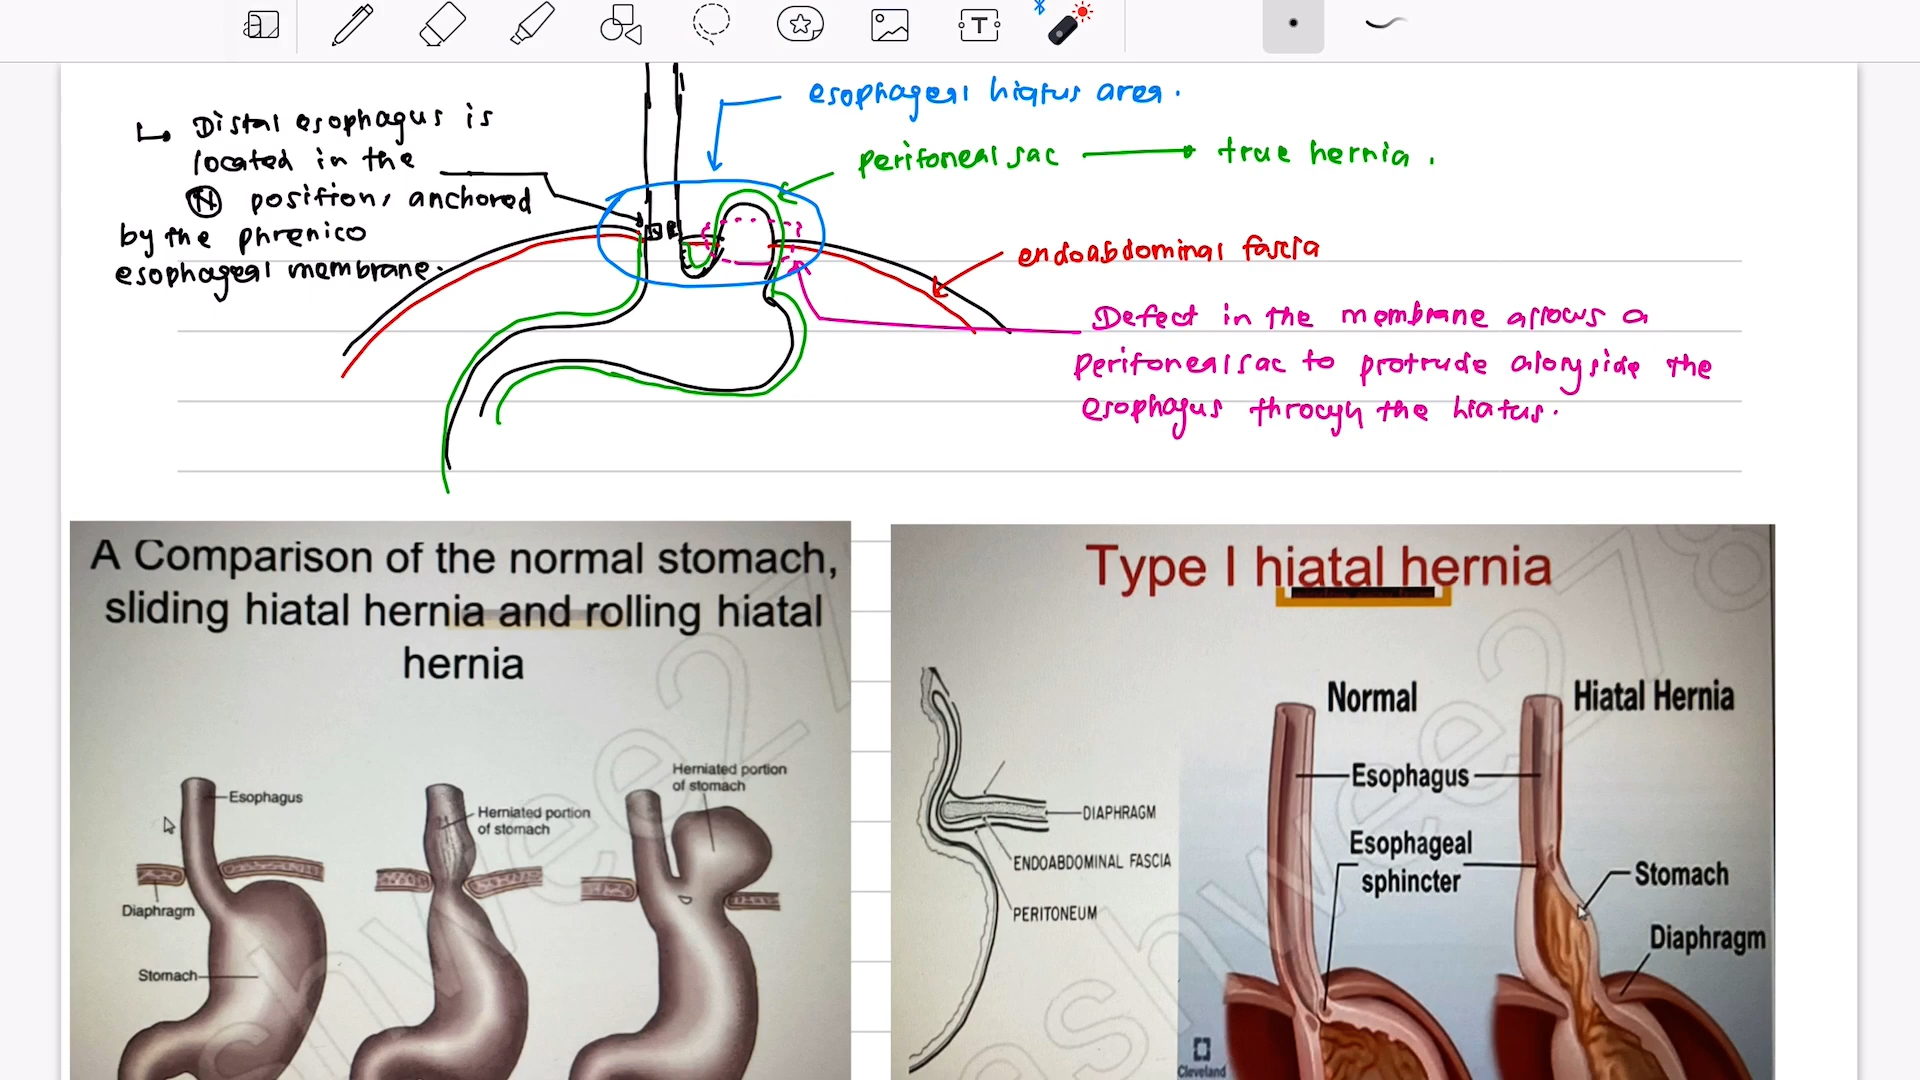 esophageal hiatus area.
↳ Distal esophagus is
located in the
Ⓝ position, anchored
by the phrenico
esophageal membrane.
peritoneal sac → true hernia.
endoabdominal fascia
Defect in the membrane allows a
peritoneal sac to protrude alongside the
esophagus through the hiatus.
A Comparison of the normal stomach,
sliding hiatal hernia and rolling hiatal
hernia
Esophagus
Diaphragm
Stomach
Herniated portion
of stomach
Herniated portion
of stomach
Type I hiatal hernia
DIAPHRAGM
ENDOABDOMINAL FASCIA
PERITONEUM
Normal
Hiatal Hernia
Esophagus
Esophageal
sphincter
Stomach
Diaphragm
Cleveland
T